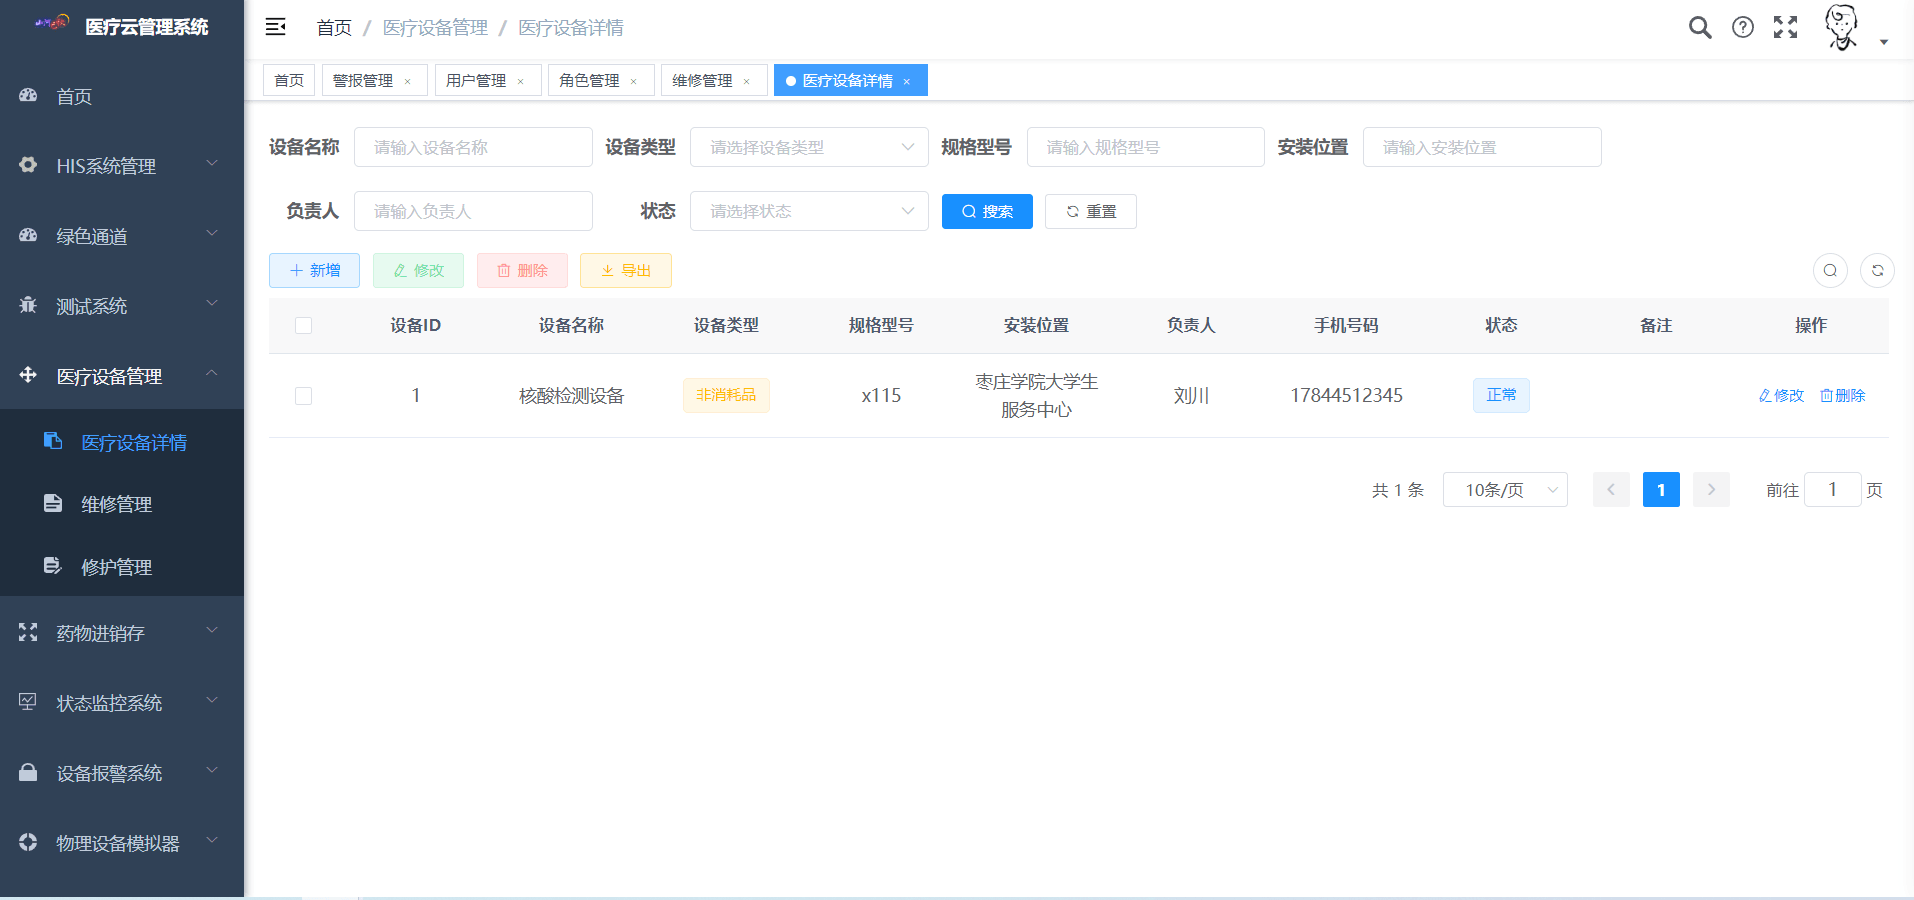 医疗云管理系统
首页 / 医疗设备管理 / 医疗设备详情
首页 警报管理 × 用户管理 × 角色管理 × 维修管理 × 医疗设备详情 ×
首页
HIS系统管理
绿色通道
测试系统
医疗设备管理
医疗设备详情
维修管理
修护管理
药物进销存
状态监控系统
设备报警系统
物理设备模拟器
设备名称 请输入设备名称 设备类型 请选择设备类型 规格型号 请输入规格型号 安装位置 请输入安装位置
负责人 请输入负责人 状态 请选择状态 搜索 重置
新增 修改 删除 导出
设备ID 设备名称 设备类型 规格型号 安装位置 负责人 手机号码 状态 备注 操作
1 核酸检测设备 非消耗品 x115 枣庄学院大学生 刘川 17844512345 正常 修改 删除
服务中心
共 1 条 10条/页 1 前往 1 页